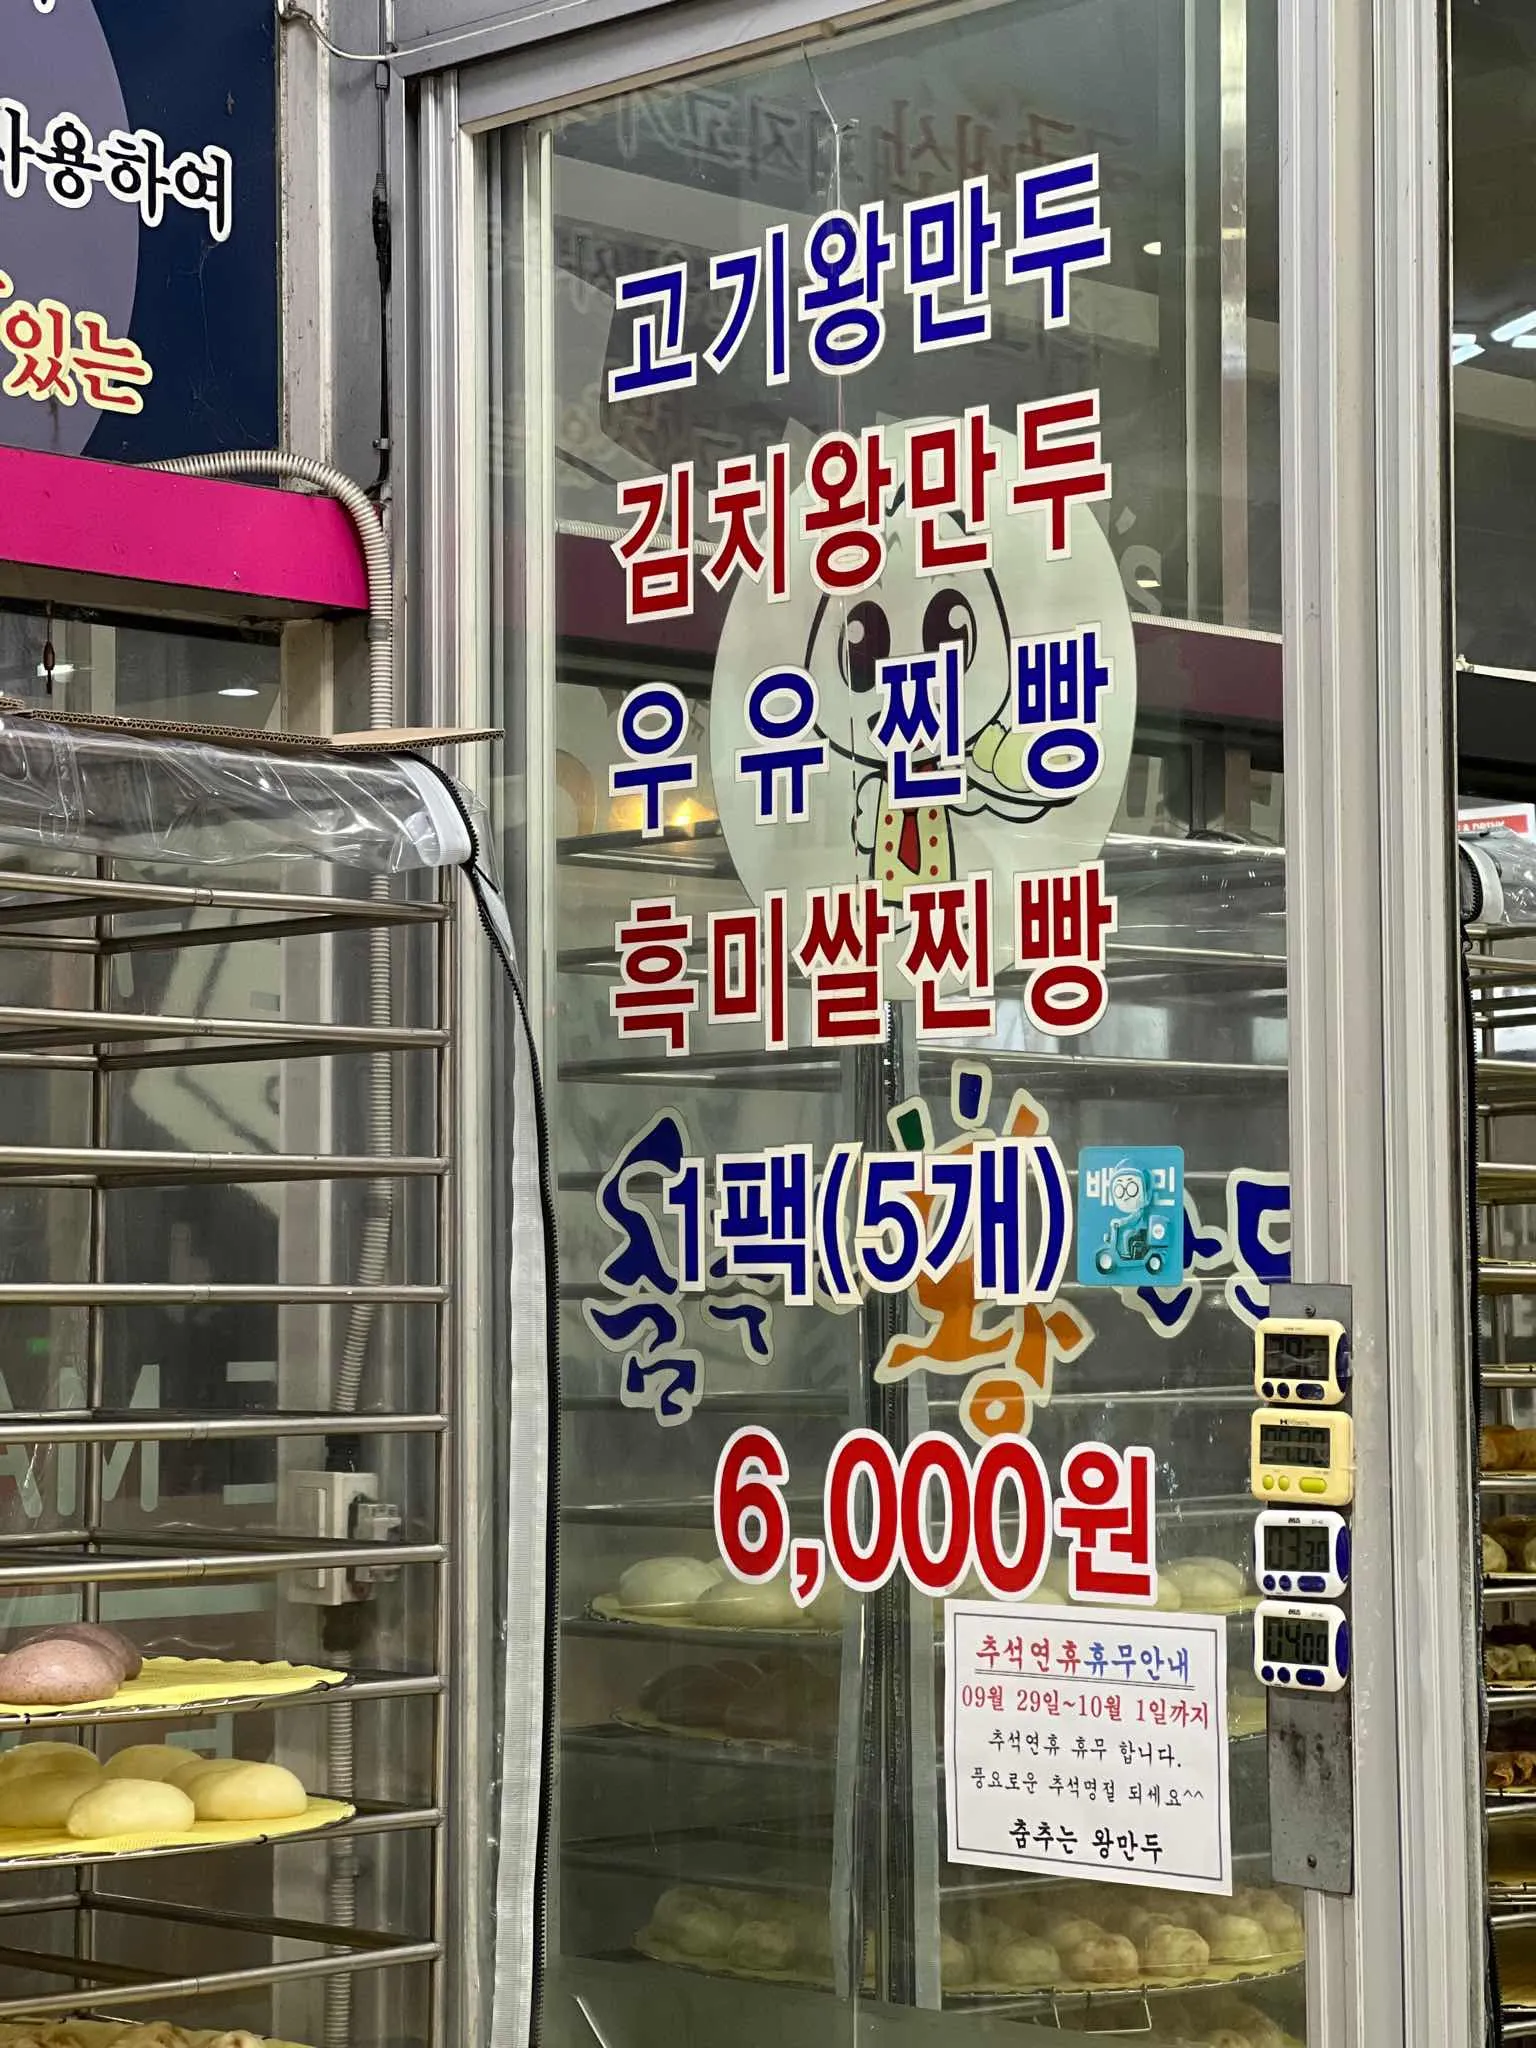 사용하여
있는
고기왕만두
김치왕만두
우유찐빵
흑미쌀찐빵
1팩(5개)
배민
춤추는 왕만두
6,000원
추석연휴휴무안내
09월 29일~10월 1일까지
추석연휴 휴무 합니다.
풍요로운 추석명절 되세요^^
춤추는 왕만두